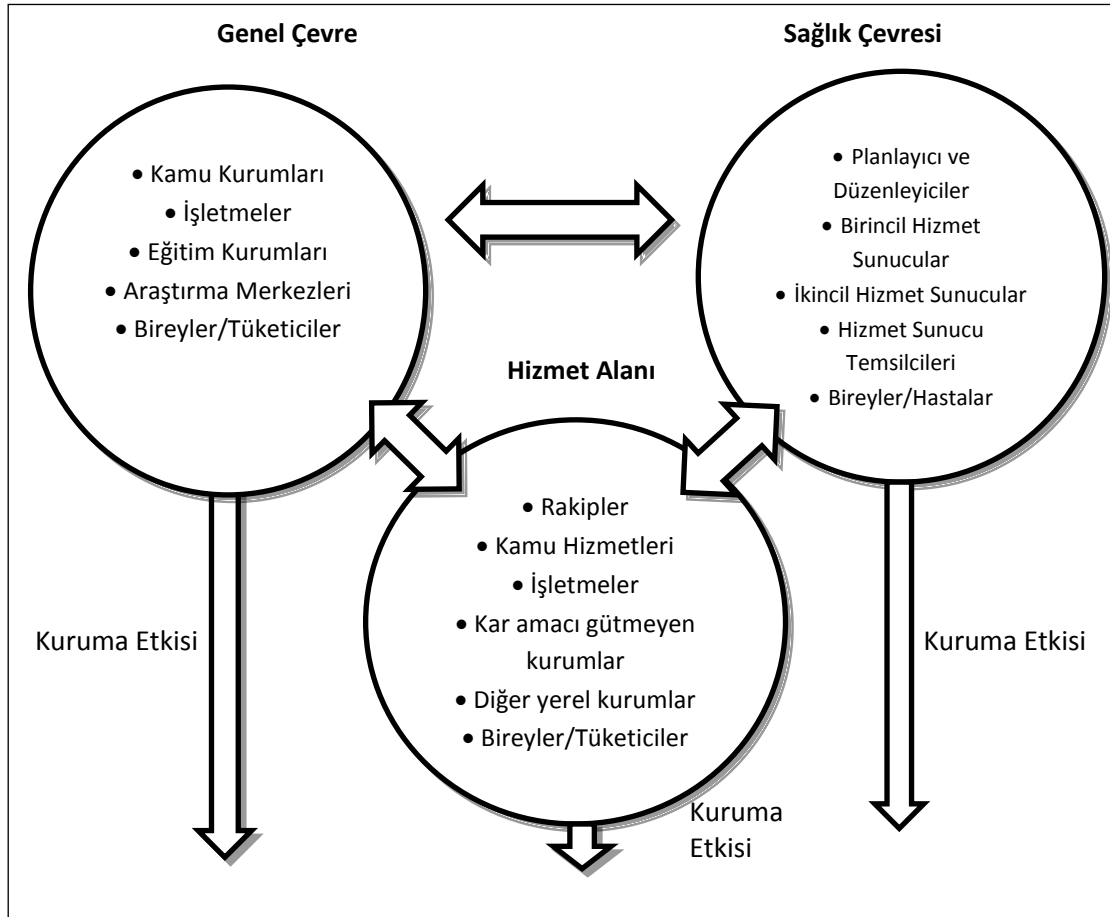 Genel Çevre
• Kamu Kurumları
• İşletmeler
• Eğitim Kurumları
• Araştırma Merkezleri
• Bireyler/Tüketiciler
Sağlık Çevresi
• Planlayıcı ve
Düzenleyiciler
• Birincil Hizmet
Sunucular
• İkincil Hizmet Sunucular
• Hizmet Sunucu
Temsilcileri
• Bireyler/Hastalar
Hizmet Alanı
• Rakipler
• Kamu Hizmetleri
• İşletmeler
• Kar amacı gütmeyen
kurumlar
• Diğer yerel kurumlar
• Bireyler/Tüketiciler
Kuruma Etkisi
Kuruma
Etkisi
Kuruma Etkisi